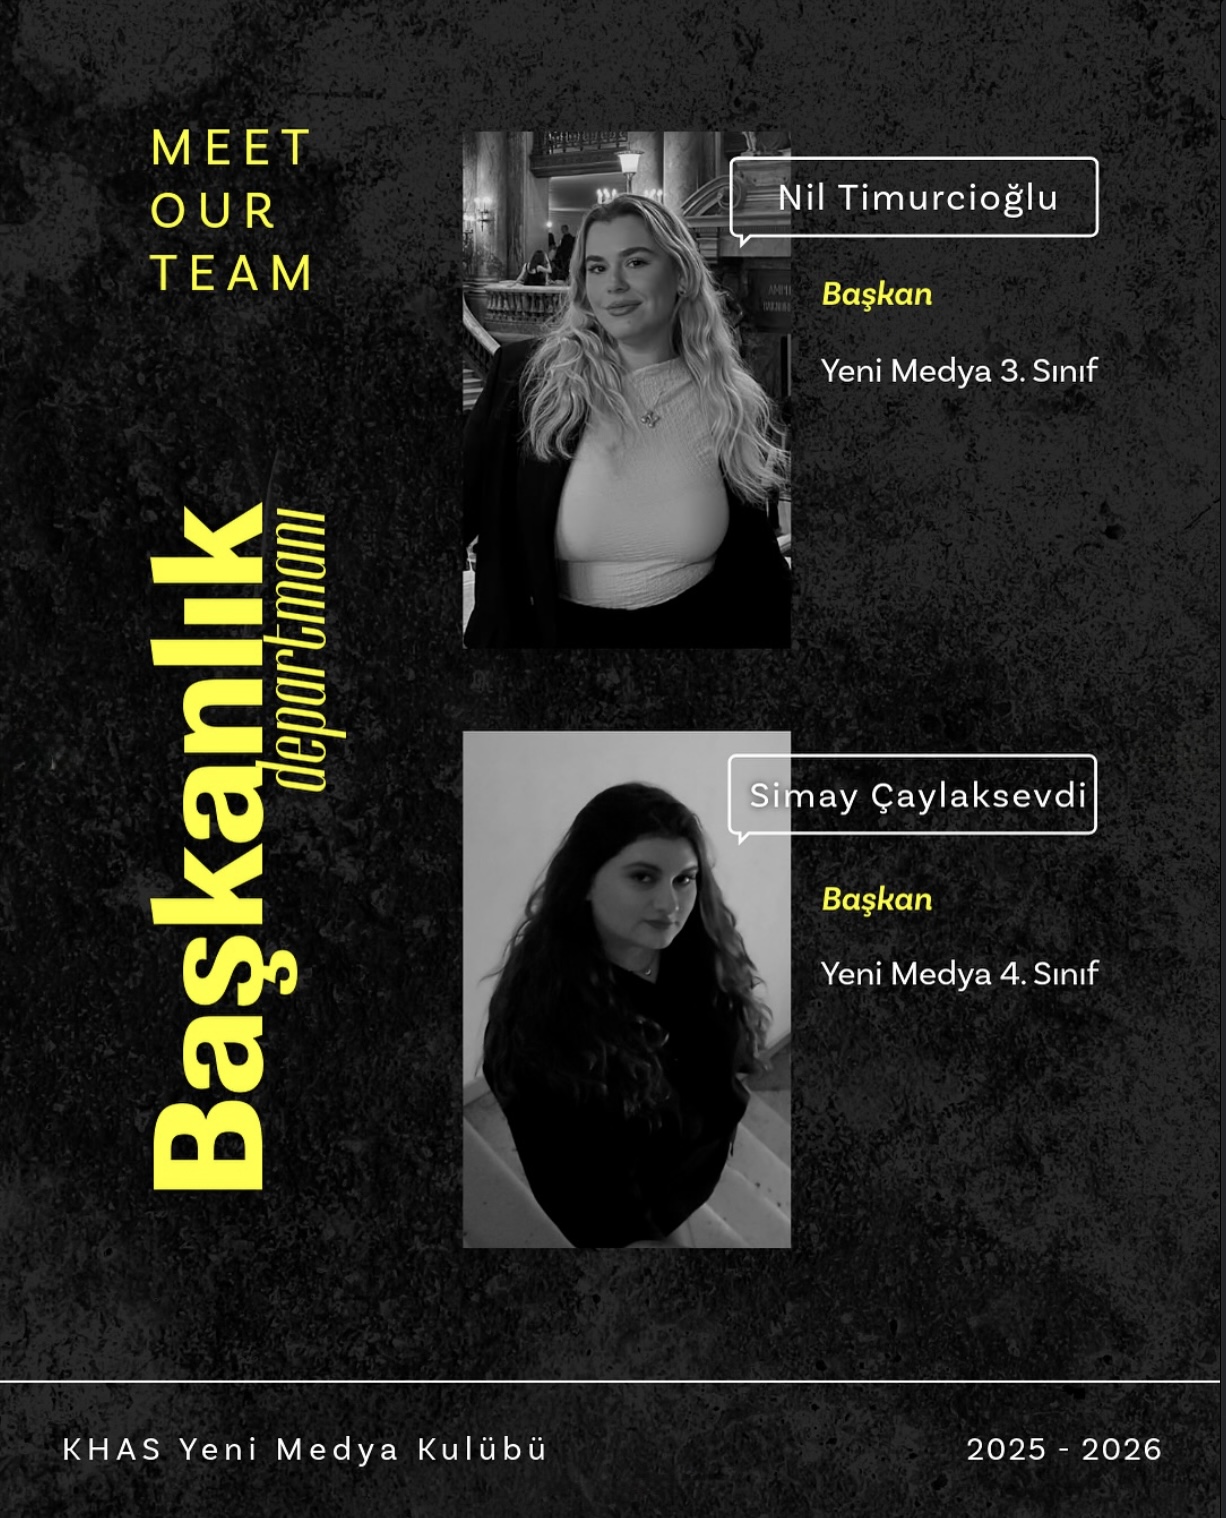 MEET
OUR
TEAM
Başkanlık
departmanı
Nil Timurcioğlu
Başkan
Yeni Medya 3. Sınıf
Simay Çaylaksevdi
Başkan
Yeni Medya 4. Sınıf
KHAS Yeni Medya Kulübü
2025 - 2026